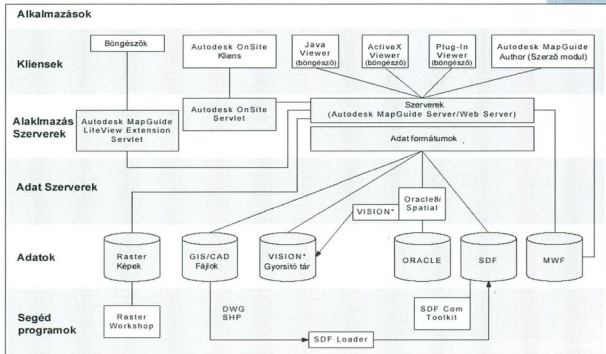 Alkalmazások
Kliensek
Böngészők
Autodesk OnSite
Kliens
Java
Viewer
(böngésző)
ActiveX
Viewer
(böngésző)
Plug-In
Viewer
(böngésző)
Autodesk MapGuide
Author (Szerző modul)
Alaklmazás
Szerverek
Autodesk MapGuide
LiteView Extension
Servlet
Autodesk OnSite
Servlet
Szerverek
(Autodesk MapGuide Server/Web Server)
Adat formátumok
Adat Szerverek
VISION*
Oracle8i
Spatial
Adatok
Raster
Képek
GIS/CAD
Fájlok
VISION*
Gyorsító tár
ORACLE
SDF
MWF
Segéd
programok
Raster
Workshop
DWG
SHP
SDF Loader
SDF Com
Toolkit